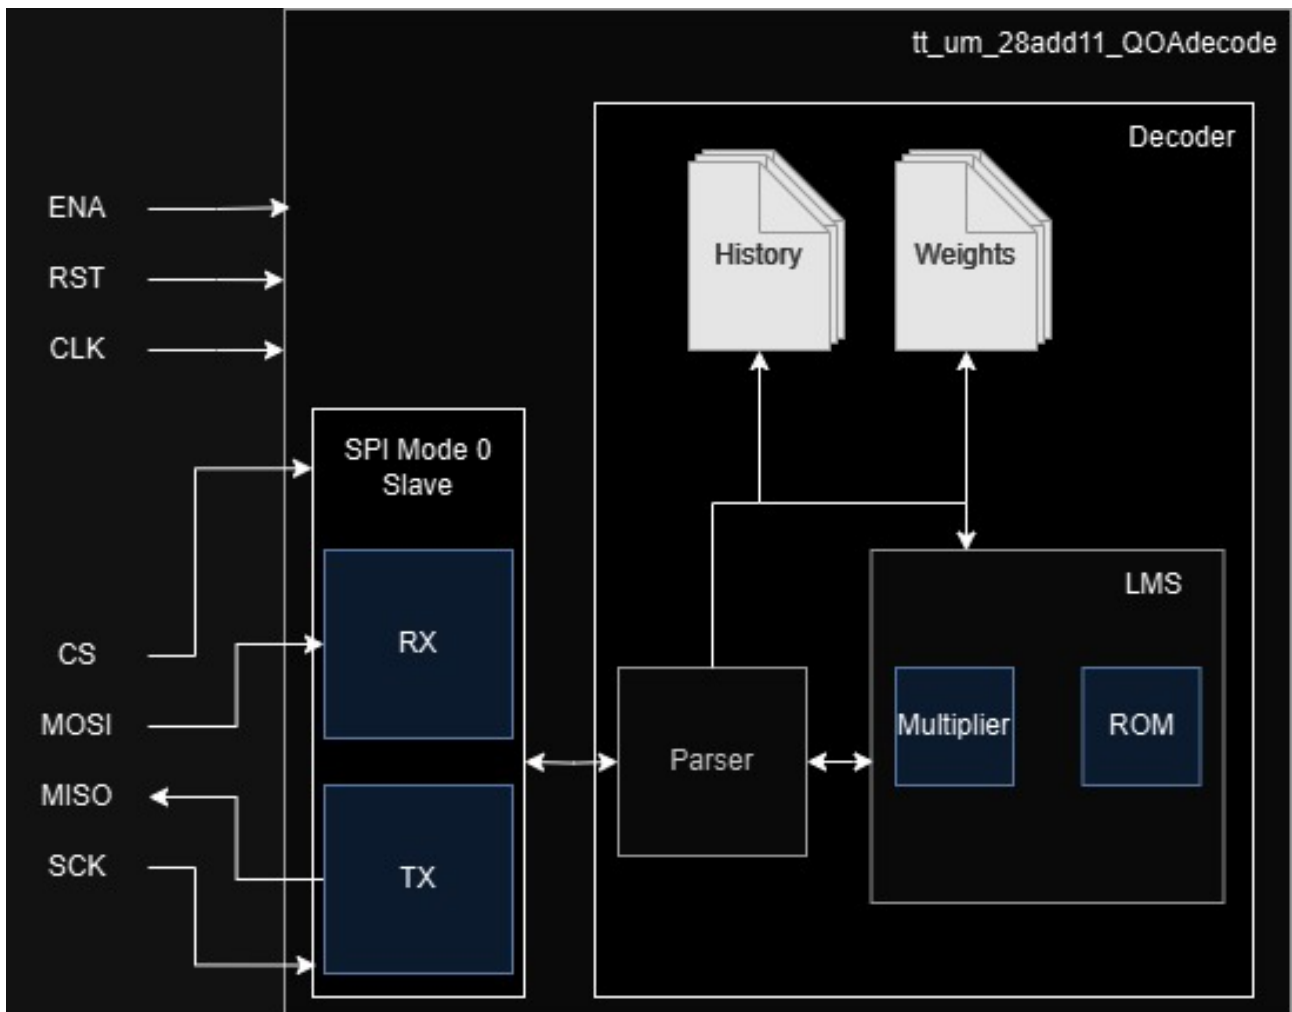 tt_um_28add11_QOAdecode
Decoder
ENA
RST
CLK
History
Weights
SPI Mode 0
Slave
LMS
CS
MOSI
MISO
SCK
RX
TX
Parser
Multiplier
ROM